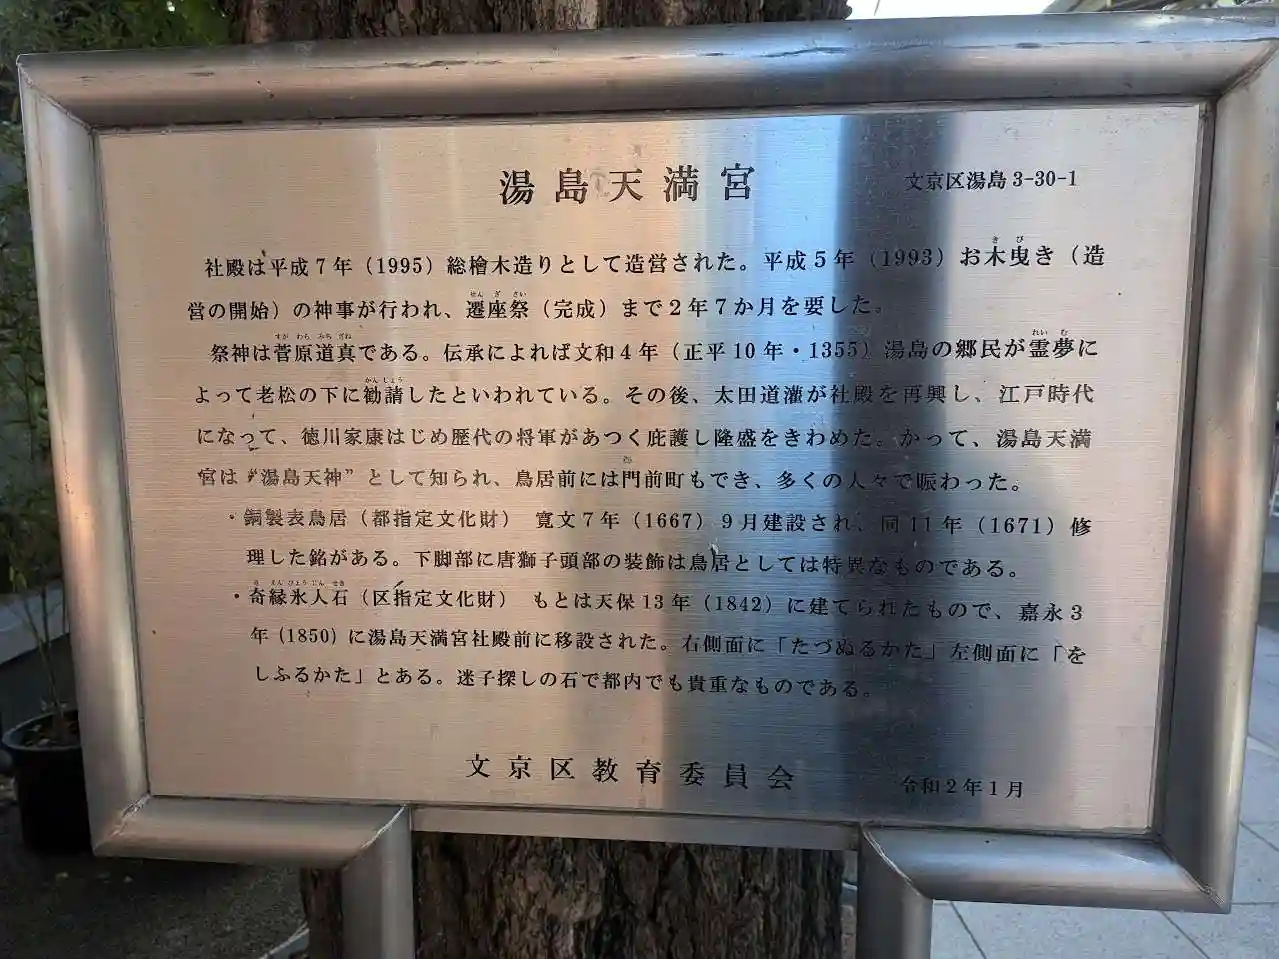 湯島天満宮
文京区湯島3-30-1
社殿は平成7年（1995）総檜木造りとして造営された。平成5年（1993）お木曳き（造
営の開始）の神事が行われ、遷座祭（完成）まで2年7か月を要した。
祭神は菅原道真である。伝承によれば文和4年（正平10年・1355）湯島の郷民が霊夢に
よって老松の下に勧請したといわれている。その後、太田道灌が社殿を再興し、江戸時代
になって、徳川家康はじめ歴代の将軍があつく庇護し隆盛をきわめた。かって、湯島天満
宮は“湯島天神”として知られ、鳥居前には門前町もでき、多くの人々で賑わった。
・銅製表鳥居（都指定文化財） 寛文7年（1667）9月建設され、同11年（1671）修
理した銘がある。下脚部に唐獅子頭部の装飾は鳥居としては特異なものである。
・奇縁氷人石（区指定文化財） もとは天保13年（1842）に建てられたもので、嘉永3
年（1850）に湯島天満宮社殿前に移設された。右側面に「たづぬるかた」左側面に「を
しふるかた」とある。迷子探しの石で都内でも貴重なものである。
文京区教育委員会
令和2年1月